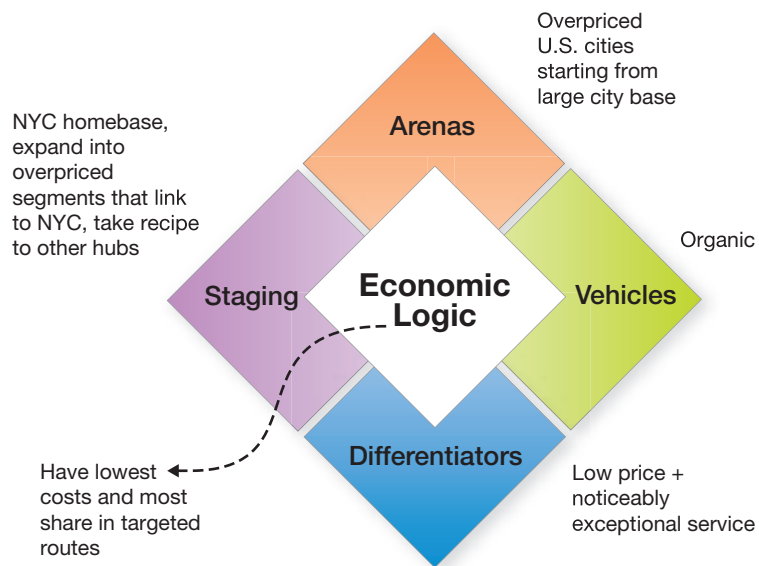 Overpriced
U.S. cities
starting from
large city base
Arenas
NYC homebase,
expand into
overpriced
segments that link
to NYC, take recipe
to other hubs
Organic
Staging
Economic
Logic
Vehicles
Differentiators
Have lowest
costs and most
share in targeted
routes
Low price +
noticeably
exceptional service